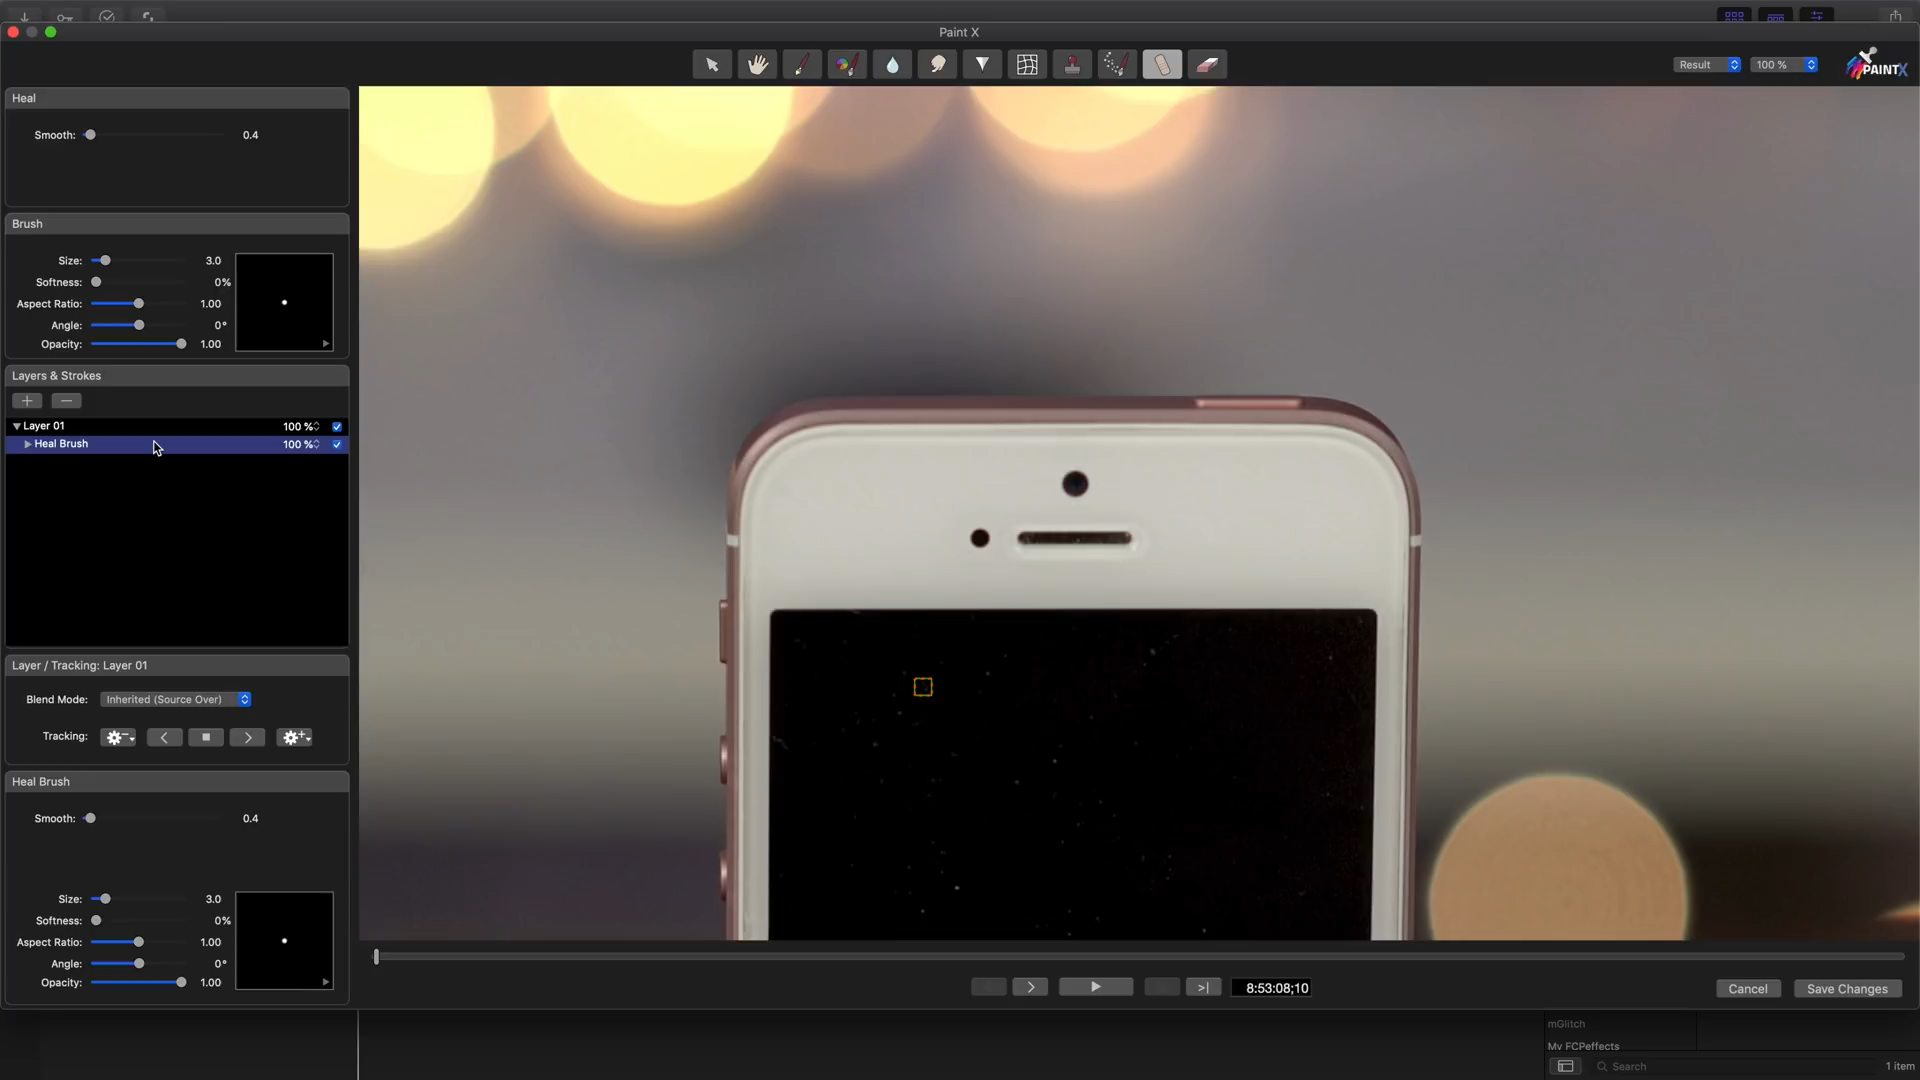 Paint X
Result
100 %
PAINTX
Heal
Smooth:
0.4
Brush
Size:
3.0
Softness:
0%
Aspect Ratio:
1.00
Angle:
0°
Opacity:
1.00
Layers & Strokes
Layer 01
100 %
Heal Brush
100 %
Layer / Tracking: Layer 01
Blend Mode:
Inherited (Source Over)
Tracking:
Heal Brush
Smooth:
0.4
Size:
3.0
Softness:
0%
Aspect Ratio:
1.00
Angle:
0°
Opacity:
1.00
8:53:08;10
Cancel
Save Changes
mGlitch
My FCPeffects
Search
1 item